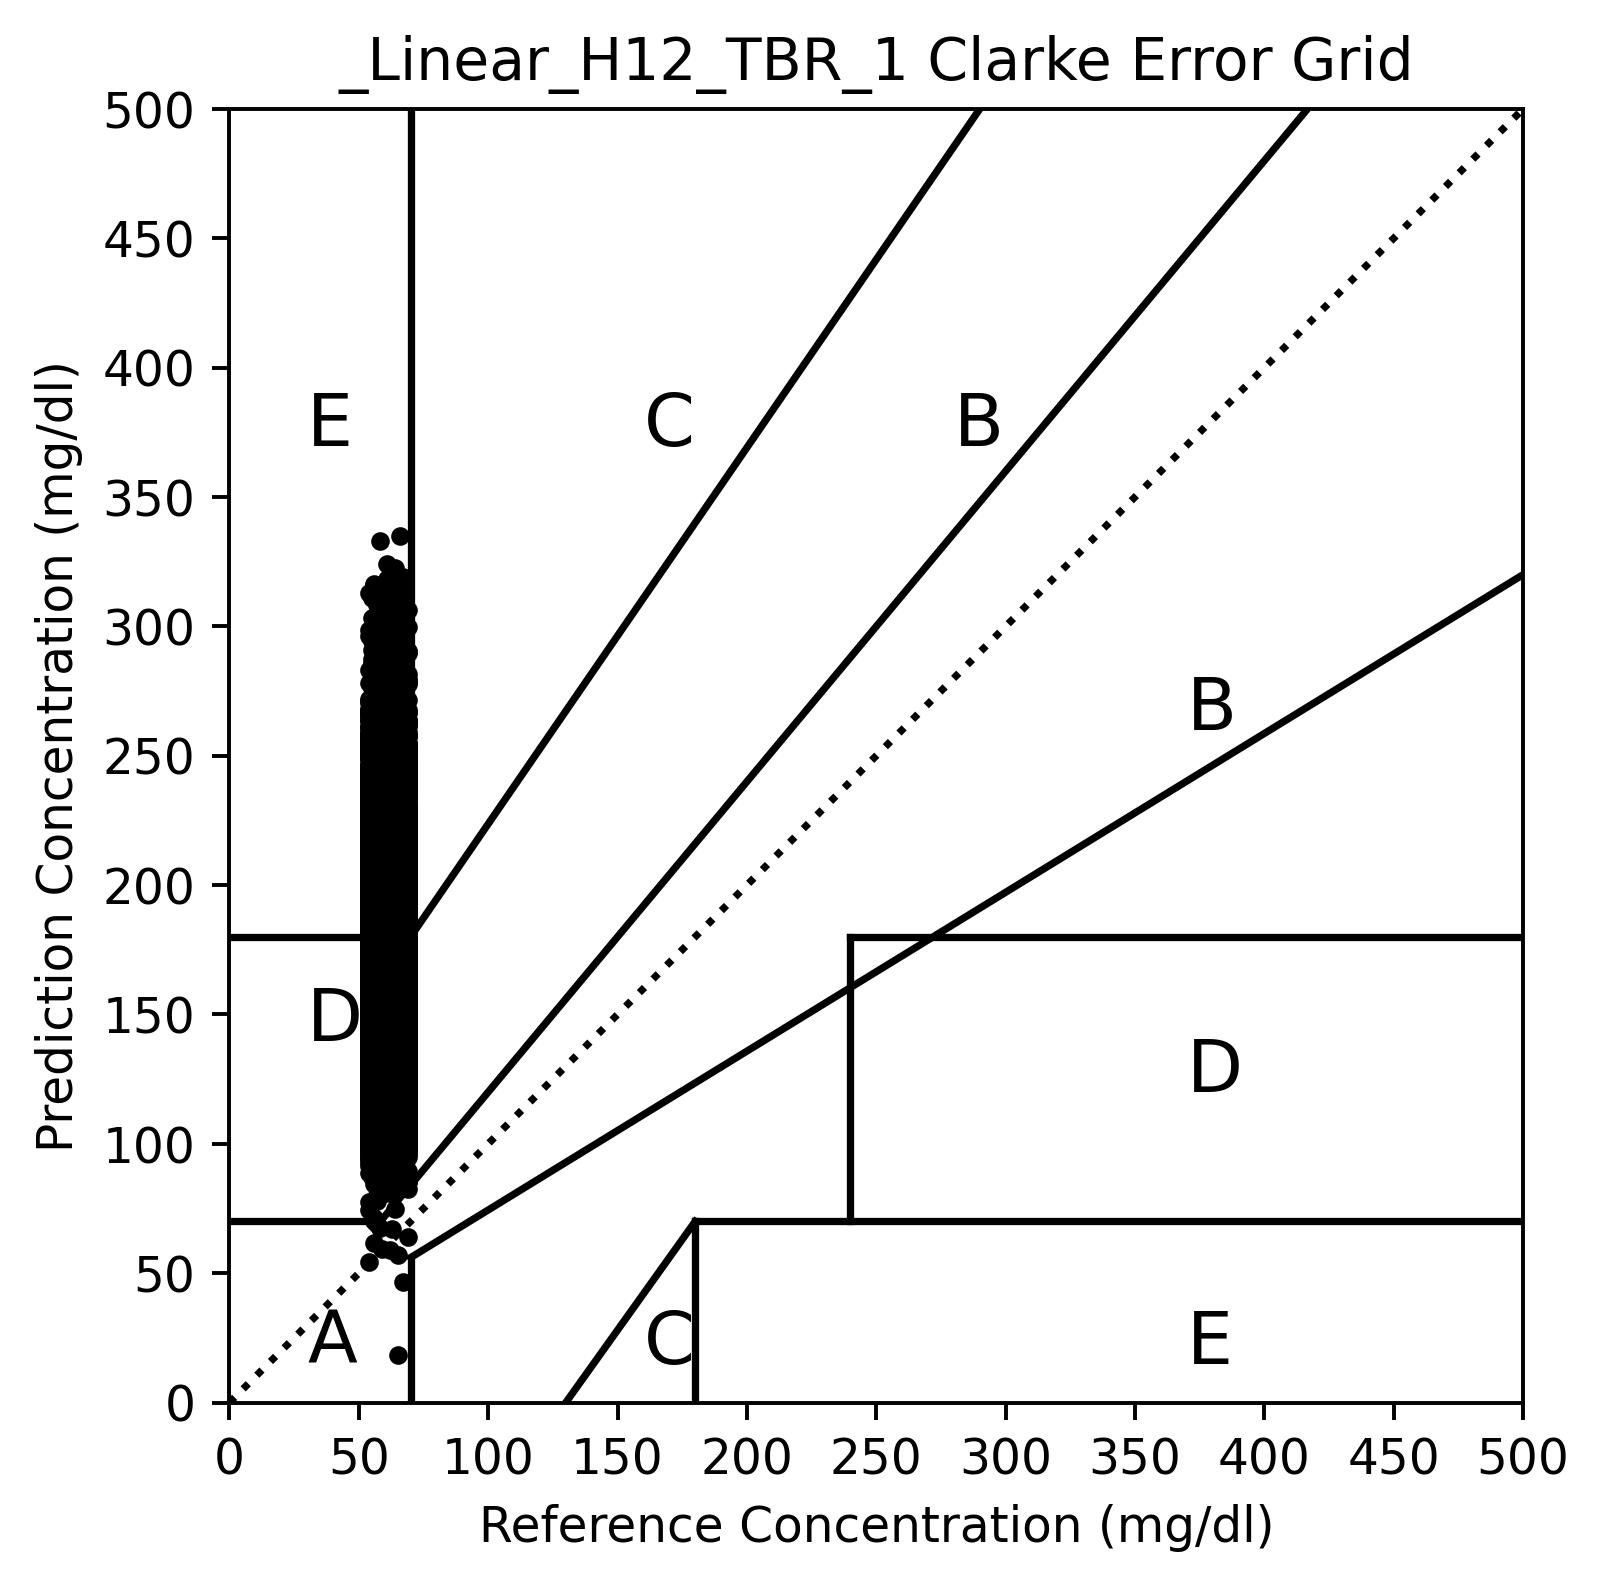 _Linear_H12_TBR_1 Clarke Error Grid
500
450
400
350
300
250
200
150
100
50
0
Prediction Concentration (mg/dl)
E
C
B
B
D
D
A
C
E
0
50
100
150
200
250
300
350
400
450
500
Reference Concentration (mg/dl)